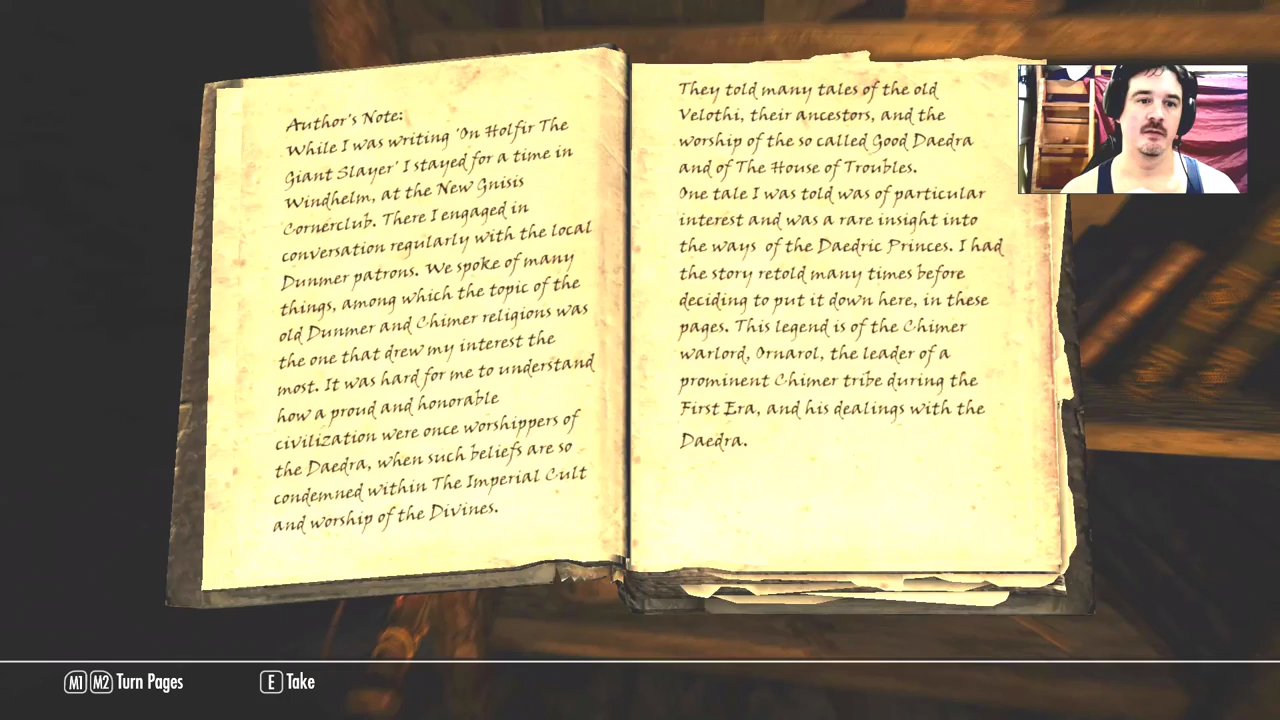 Author's Note:
While I was writing 'On Holfir The
Giant Slayer' I stayed for a time in
Windhelm, at the New Gnisis
Cornerclub. There I engaged in
conversation regularly with the local
Dunmer patrons. We spoke of many
things, among which the topic of the
old Dunmer and Chimer religions was
the one that drew my interest the
most. It was hard for me to understand
how a proud and honorable
civilization were once worshippers of
the Daedra, when such beliefs are so
condemned within The Imperial Cult
and worship of the Divines.
They told many tales of the old
Velothi, their ancestors, and the
worship of the so called Good Daedra
and of The House of Troubles.
One tale I was told was of particular
interest and was a rare insight into
the ways of the Daedric Princes. I had
the story retold many times before
deciding to put it down here, in these
pages. This legend is of the Chimer
warlord, Ornarol, the leader of a
prominent Chimer tribe during the
First Era, and his dealings with the
Daedra.
M1 M2 Turn Pages
E Take